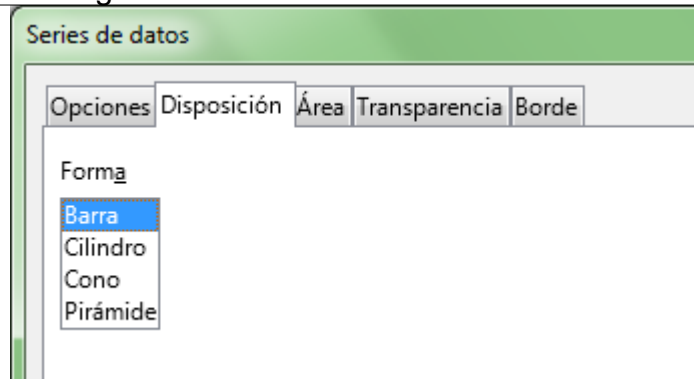 Series de datos
Opciones Disposición Área Transparencia Borde
Forma
Barra
Cilindro
Cono
Pirámide